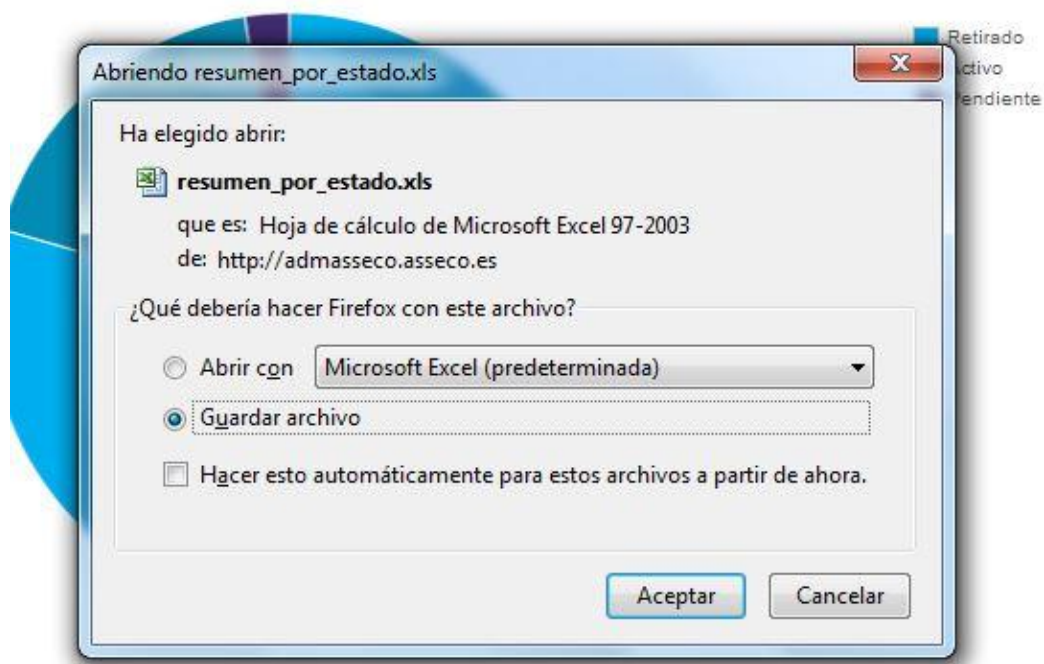 Retirado
Abriendo resumen_por_estado.xls
Ha elegido abrir:
resumen_por_estado.xls
que es: Hoja de cálculo de Microsoft Excel 97-2003
de: http://admasseco.asseco.es
¿Qué debería hacer Firefox con este archivo?
Abrir con Microsoft Excel (predeterminada)
Guardar archivo
Hacer esto automáticamente para estos archivos a partir de ahora.
Aceptar Cancelar